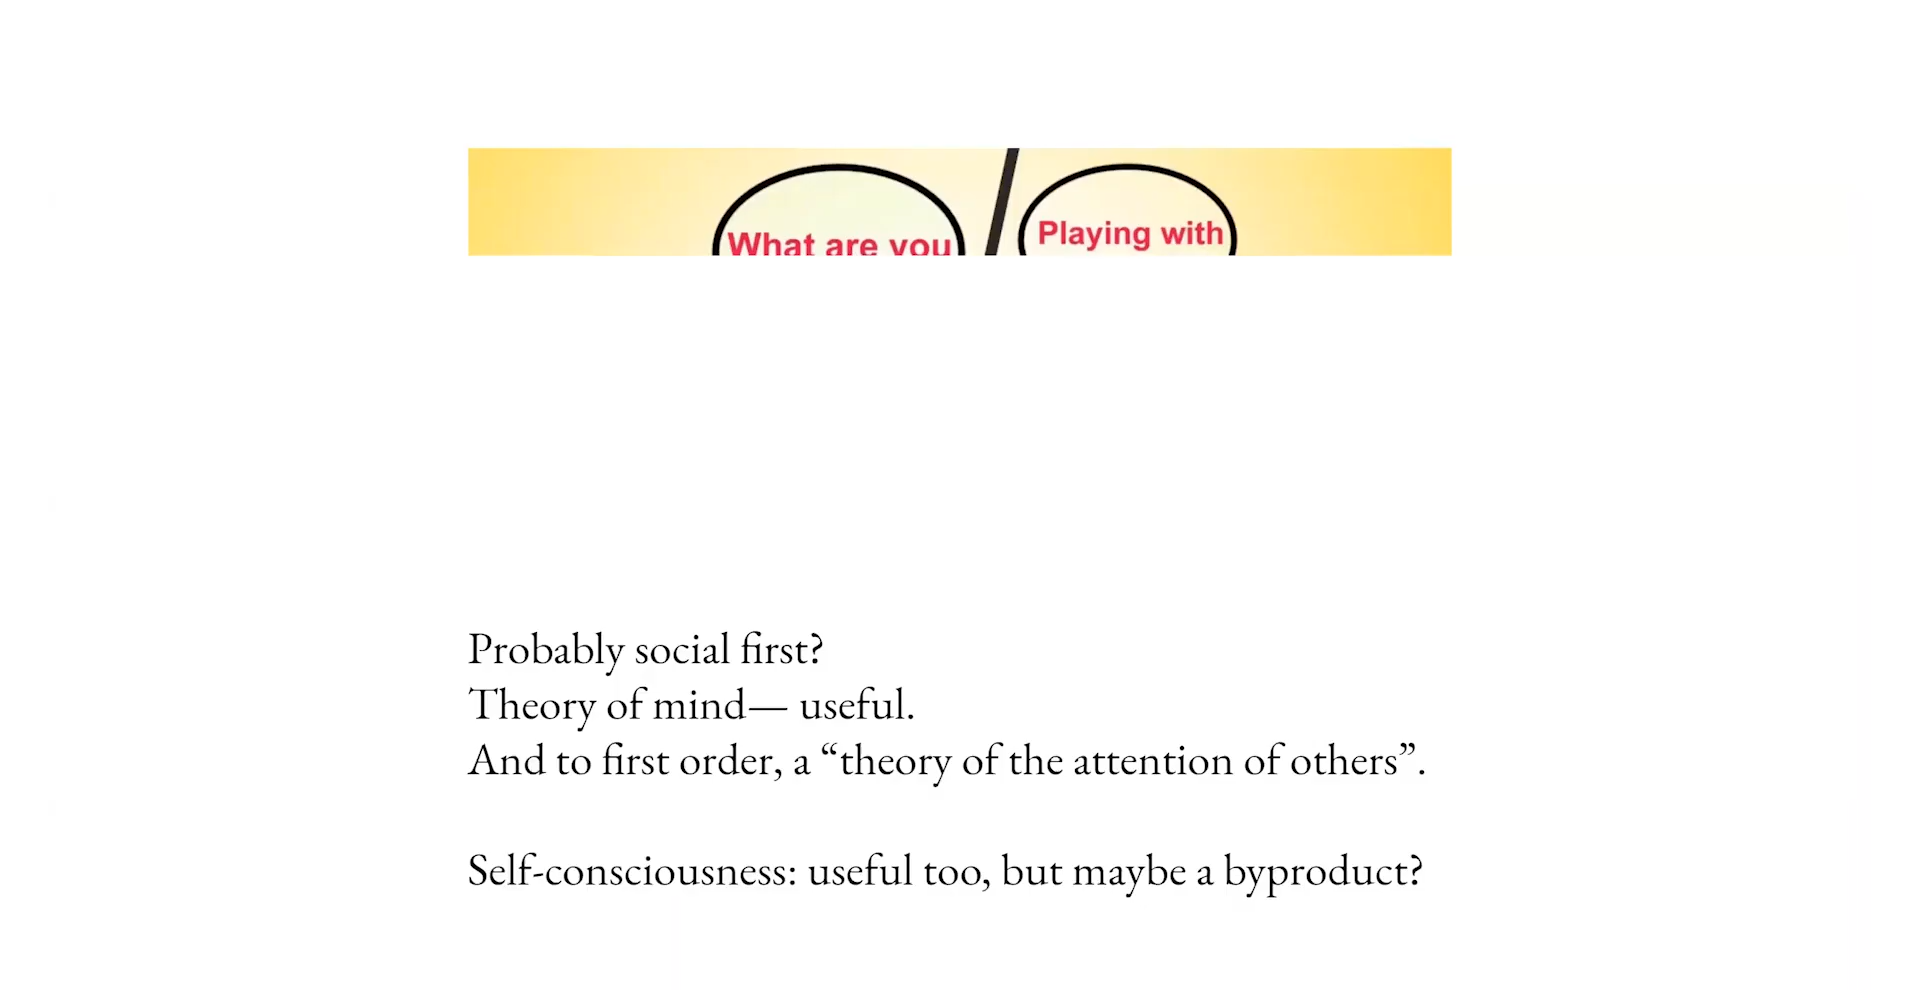 What are you
Playing with
Probably social first?
Theory of mind— useful.
And to first order, a “theory of the attention of others”.
Self-consciousness: useful too, but maybe a byproduct?